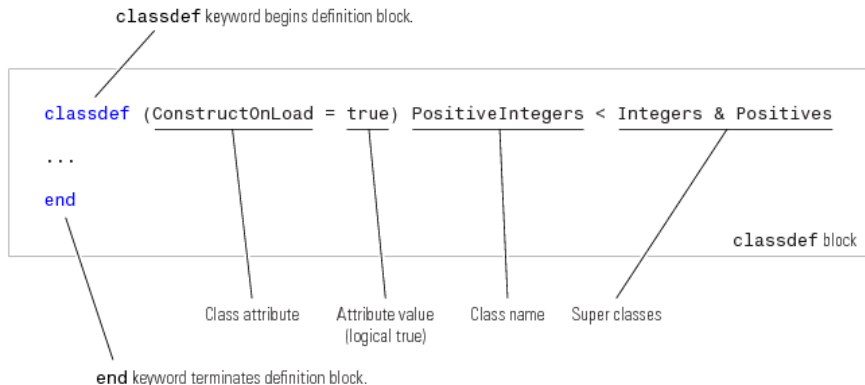 classdef keyword begins definition block.
classdef (ConstructOnLoad = true) PositiveIntegers < Integers & Positives
...
end
classdef block
Class attribute
Attribute value
(logical true)
Class name
Super classes
end keyword terminates definition block.